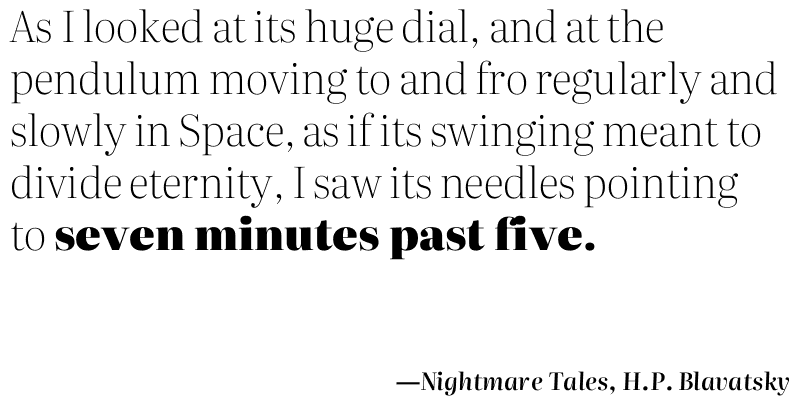 As I looked at its huge dial, and at the
pendulum moving to and fro regularly and
slowly in Space, as if its swinging meant to
divide eternity, I saw its needles pointing
to seven minutes past five.
—Nightmare Tales, H.P. Blavatsky